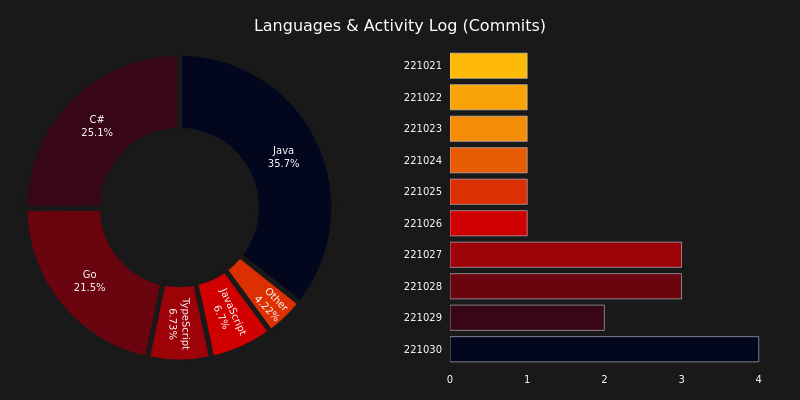 Languages & Activity Log (Commits)
C#
25.1%
Java
35.7%
Go
21.5%
TypeScript
6.73%
JavaScript
6.7%
Other
4.22%
221021
221022
221023
221024
221025
221026
221027
221028
221029
221030
0 1 2 3 4